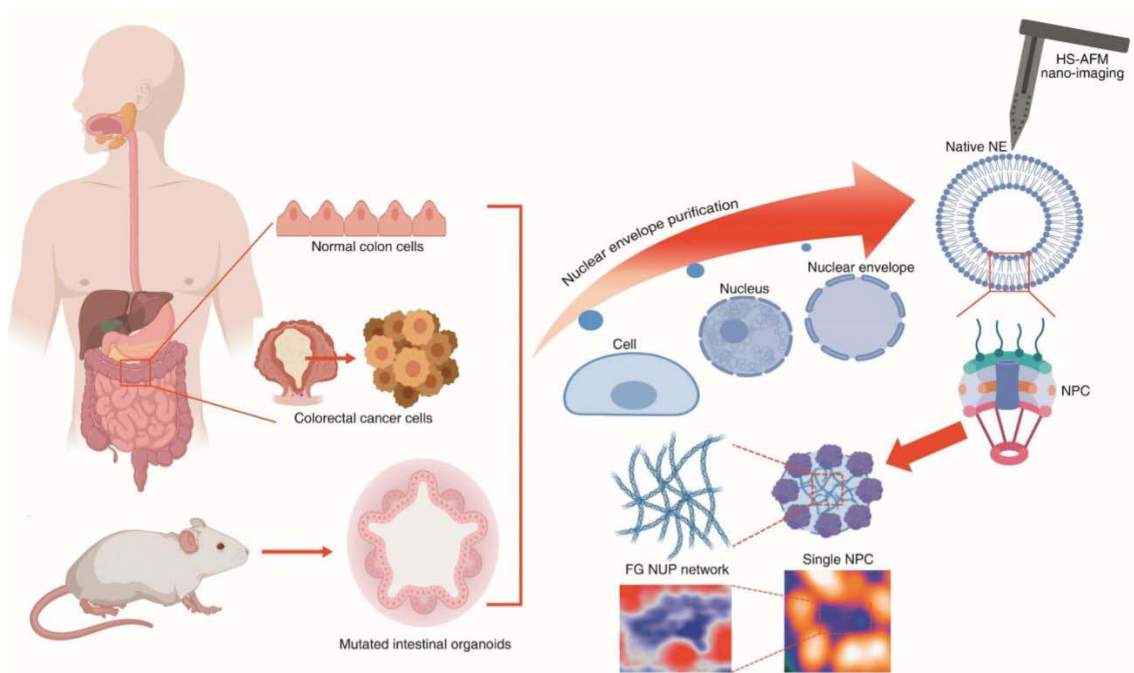 HS-AFM
nano-imaging
Native NE
Nuclear envelope purification
Normal colon cells
Nuclear envelope
Nucleus
Cell
NPC
Colorectal cancer cells
FG NUP network
Single NPC
Mutated intestinal organoids